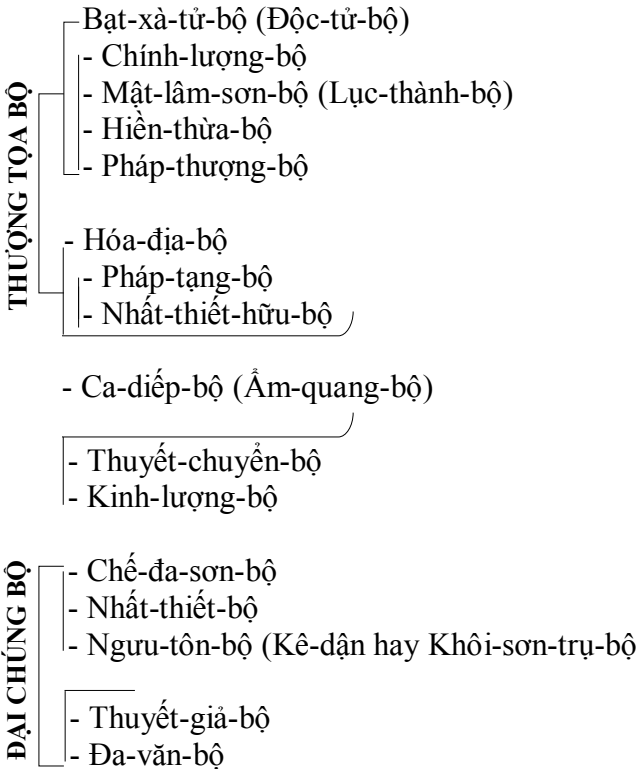 THƯỢNG TỌA BỘ
Bạt-xà-tử-bộ (Độc-tử-bộ)
- Chính-lượng-bộ
- Mật-lâm-sơn-bộ (Lục-thành-bộ)
- Hiền-thừa-bộ
- Pháp-thượng-bộ
- Hóa-địa-bộ
- Pháp-tạng-bộ
- Nhất-thiết-hữu-bộ
- Ca-diếp-bộ (Ẩm-quang-bộ)
- Thuyết-chuyển-bộ
- Kinh-lượng-bộ
ĐẠI CHÚNG BỘ
- Chế-đa-sơn-bộ
- Nhất-thiết-bộ
- Ngưu-tôn-bộ (Kê-dận hay Khôi-sơn-trụ-bộ
- Thuyết-giả-bộ
- Đa-văn-bộ